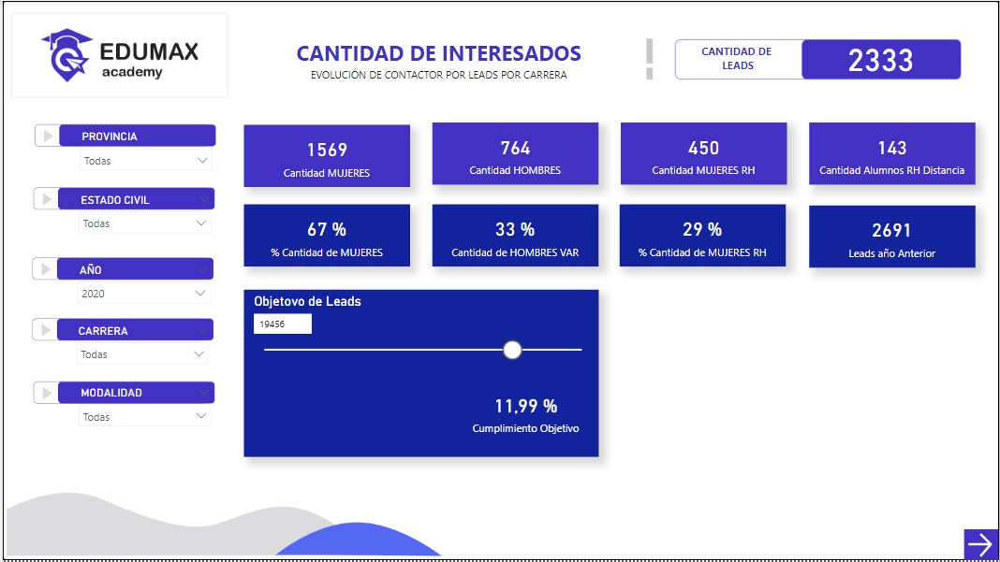 EDUMAX
academy
CANTIDAD DE INTERESADOS
EVOLUCIÓN DE CONTACTOR POR LEADS POR CARRERA
CANTIDAD DE
LEADS
2333
PROVINCIA
Todas
ESTADO CIVIL
Todas
AÑO
2020
CARRERA
Todas
MODALIDAD
Todas
1569
Cantidad MUJERES
764
Cantidad HOMBRES
450
Cantidad MUJERES RH
143
Cantidad Alumnos RH Distancia
67 %
% Cantidad de MUJERES
33 %
Cantidad de HOMBRES VAR
29 %
% Cantidad de MUJERES RH
2691
Leads año Anterior
Objetovo de Leads
19456
11,99 %
Cumplimiento Objetivo